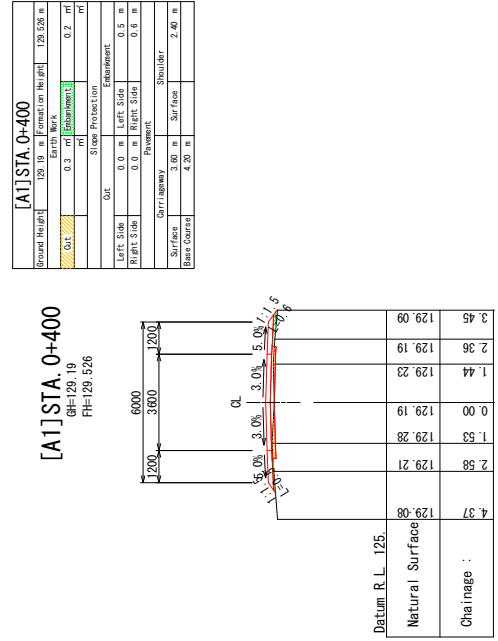 [A1]STA.0+400
Ground Height 129.19 m Formation Height 129.526 m
Earth Work
Cut 0.3 ㎡ Embankment 0.2 ㎡
㎡ ㎡
Slope Protection
Cut Embankment
Left Side 0.0 m Left Side 0.5 m
Right Side 0.0 m Right Side 0.6 m
Pavement
Carriageway Shoulder
Surface 3.60 m Surface 2.40 m
Base Course 4.20 m
[A1]STA.0+400
GH=129.19
FH=129.526
6000
1200 3600 1200
CL
5.0% 3.0% 3.0% 5.0%
1:1.5
L=0.6
Datum R.L. 125.
Natural Surface 129.08 129.21 129.28 129.19 129.23 129.19 129.09
Chainage : 4.37 2.58 1.53 0.00 1.44 2.36 3.45